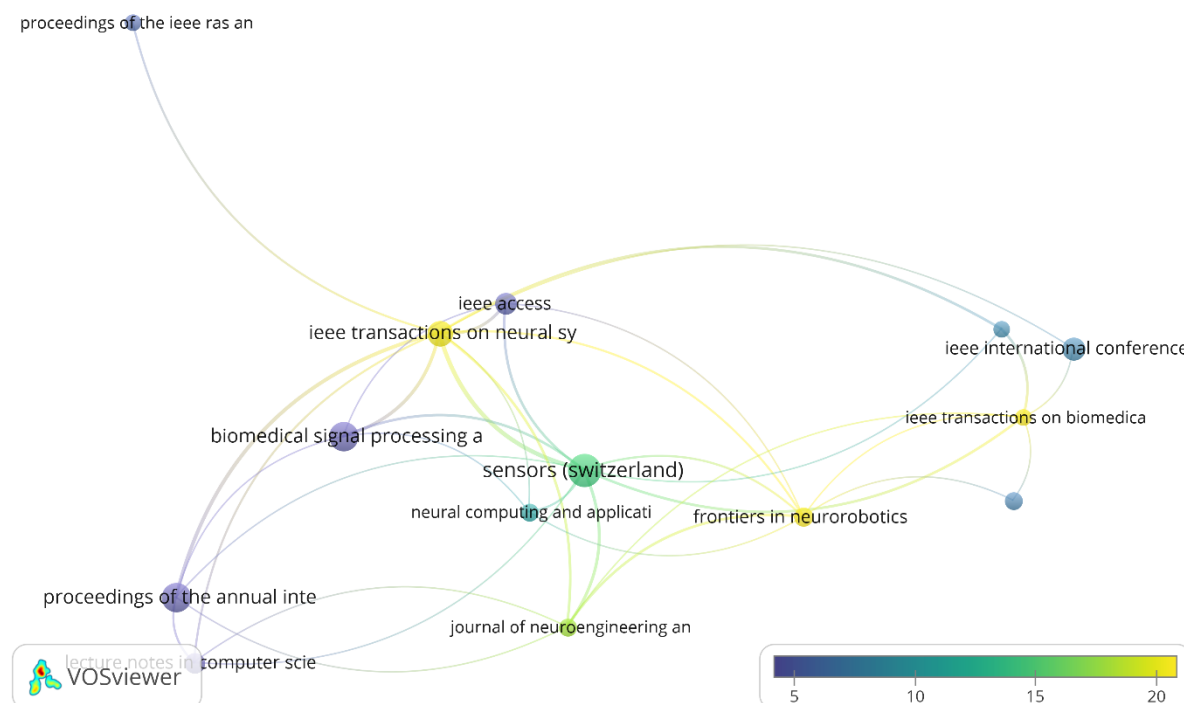 proceedings of the ieee ras an
ieee access
ieee transactions on neural sy
ieee international conference
ieee transactions on biomedica
biomedical signal processing a
sensors (switzerland)
neural computing and applicati
frontiers in neurorobotics
proceedings of the annual inte
journal of neuroengineering an
lecture notes in computer scie
VOSviewer
5 10 15 20